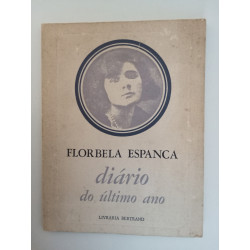 FLORBELA ESPANCA
diário
do último ano
LIVRARIA BERTRAND